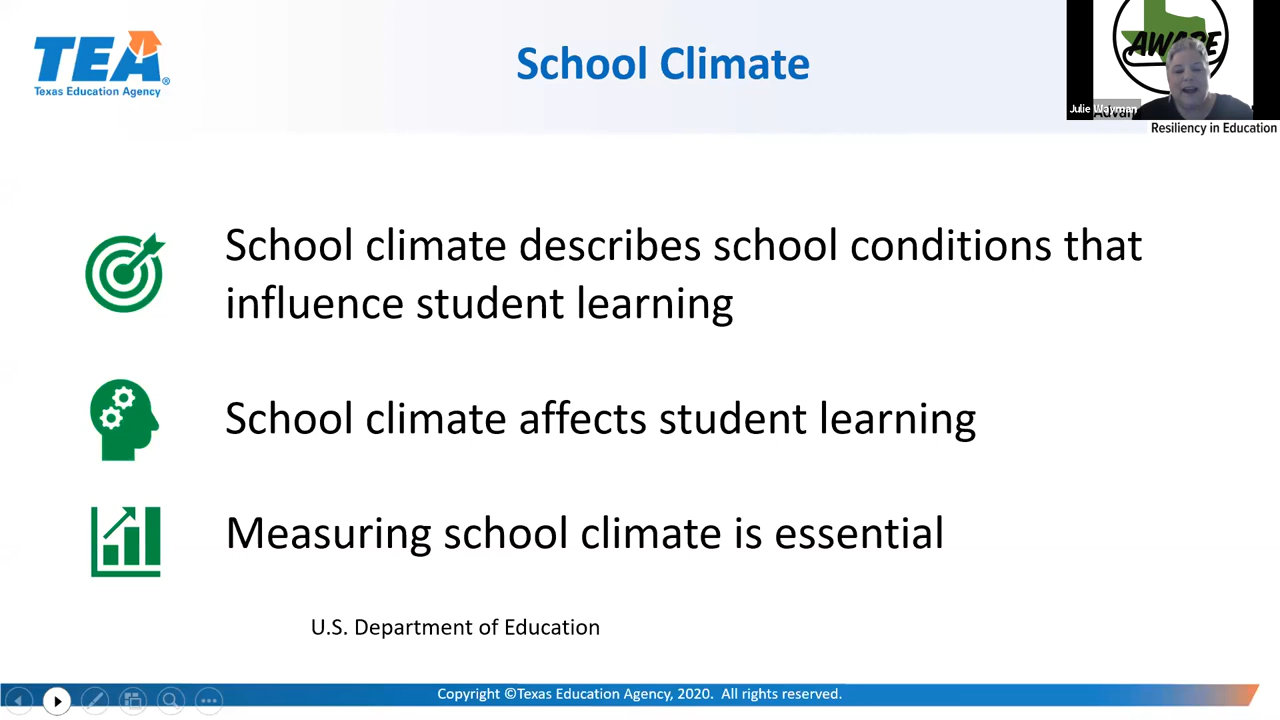 TEA
Texas Education Agency
School Climate
AWARE
Julie Wayman
Resiliency in Education
School climate describes school conditions that
influence student learning
School climate affects student learning
Measuring school climate is essential
U.S. Department of Education
Copyright ©Texas Education Agency, 2020. All rights reserved.